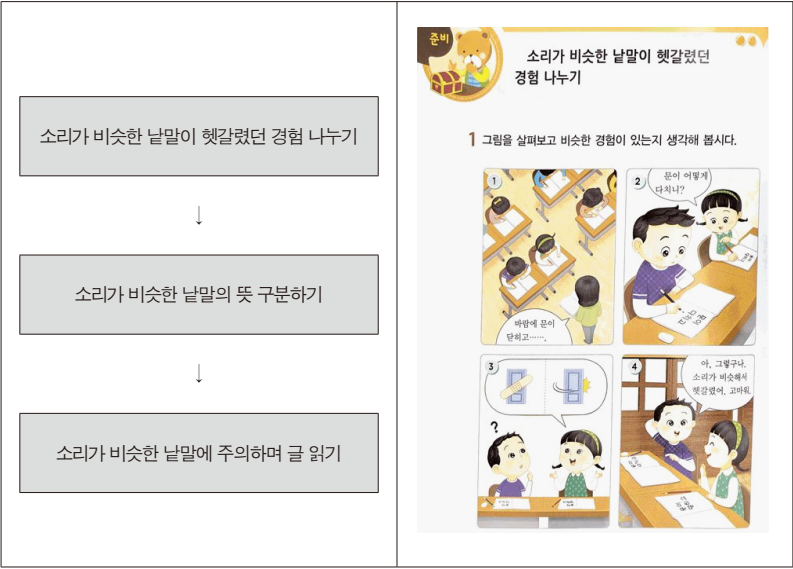 소리가 비슷한 낱말이 헷갈렸던 경험 나누기
↓
소리가 비슷한 낱말의 뜻 구분하기
↓
소리가 비슷한 낱말에 주의하며 글 읽기
준비
소리가 비슷한 낱말이 헷갈렸던
경험 나누기
1 그림을 살펴보고 비슷한 경험이 있는지 생각해 봅시다.
1
바람에 문이
닫히고……
2
문이 어떻게
다치니?
문이
다치고
3
?
4
아, 그렇구나.
소리가 비슷해서
헷갈렸어. 고마워.